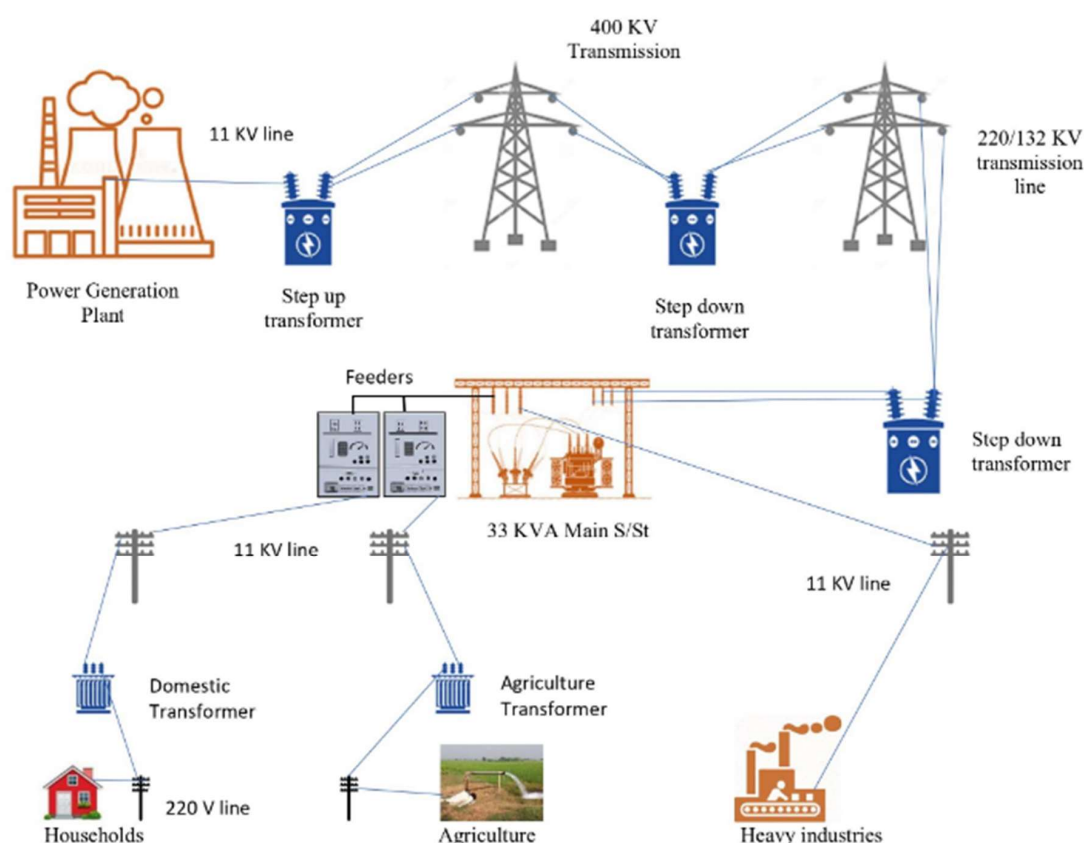 400 KV
Transmission
11 KV line
220/132 KV
transmission
line
Power Generation
Plant
Step up
transformer
Step down
transformer
Feeders
Step down
transformer
33 KVA Main S/St
11 KV line
11 KV line
Domestic
Transformer
Agriculture
Transformer
220 V line
Households
Agriculture
Heavy industries